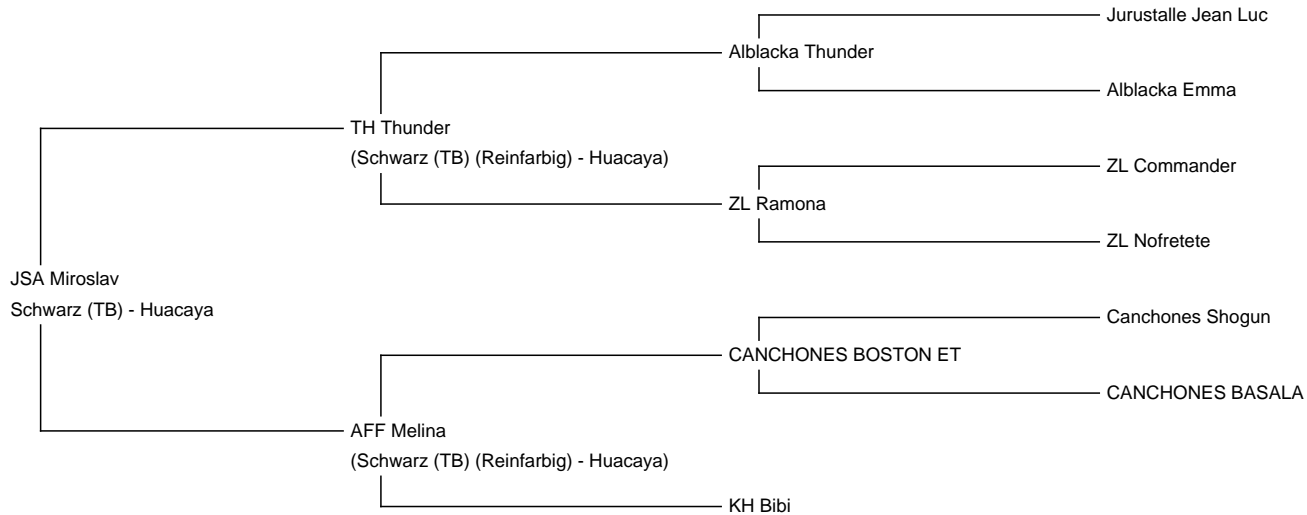 Jurustalle Jean Luc
Alblacka Thunder
Alblacka Emma
TH Thunder
(Schwarz (TB) (Reinfarbig) - Huacaya)
ZL Commander
ZL Ramona
ZL Nofretete
JSA Miroslav
Schwarz (TB) - Huacaya
Canchones Shogun
CANCHONES BOSTON ET
CANCHONES BASALA
AFF Melina
(Schwarz (TB) (Reinfarbig) - Huacaya)
KH Bibi